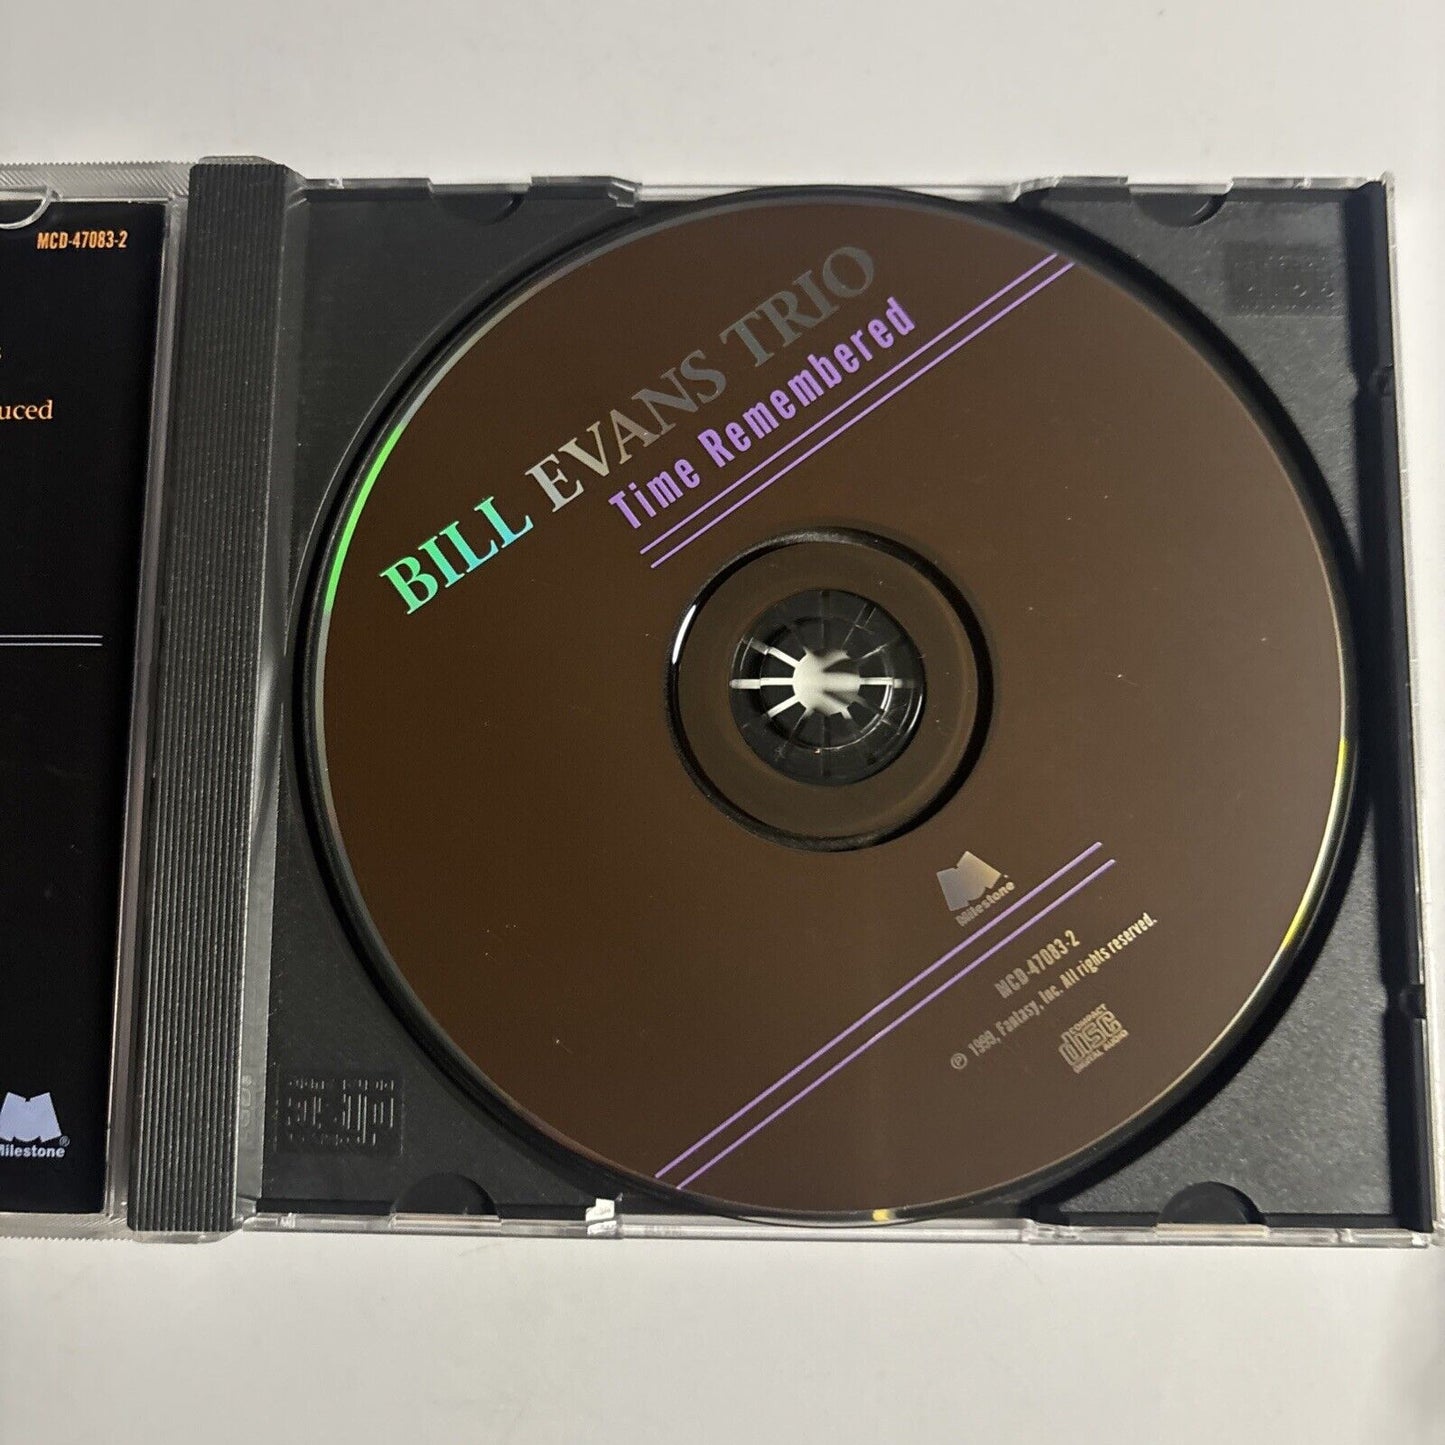 MCD-47083-2
uced
Milestone
BILL EVANS TRIO
Time Remembered
Milestone
MCD-47083-2
℗ 1999, Fantasy, Inc. All rights reserved.
COMPACT
disc
DIGITAL AUDIO